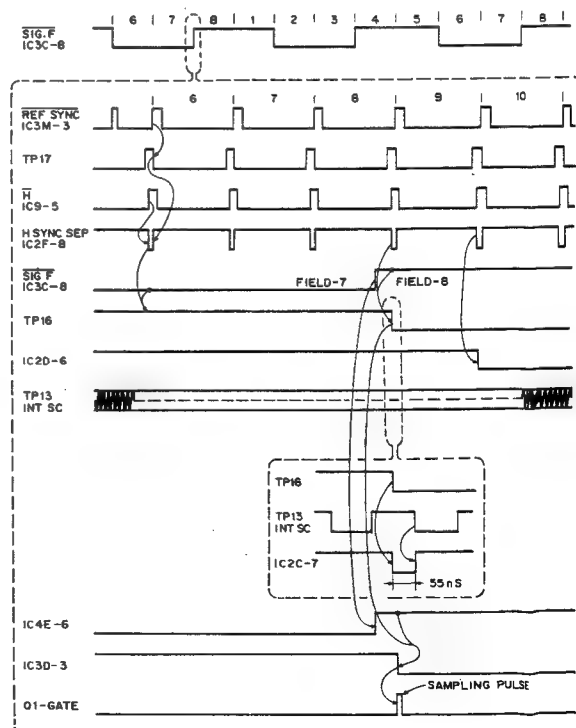 6 7 8 1 2 3 4 5 6 7 8
SIG.F
IC3C-8
6 7 8 9 10
REF SYNC
IC3M-3
TP17
H
IC9-5
H SYNC SEP
IC2F-8
SIG F
IC3C-8
FIELD-7 FIELD-8
TP16
IC2D-6
TP13
INT SC
TP16
TP13
INT SC
IC2C-7
55nS
IC4E-6
IC3D-3
SAMPLING PULSE
Q1-GATE